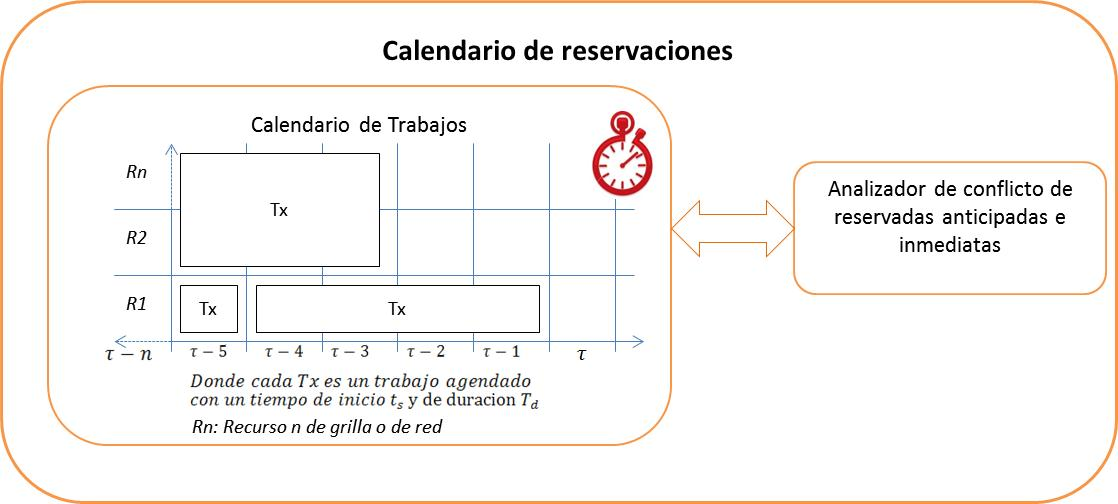 Calendario de reservaciones
Calendario de Trabajos
Rn
Tx
R2
R1
Tx
Tx
τ − n
τ − 5
τ − 4
τ − 3
τ − 2
τ − 1
τ
Donde cada Tx es un trabajo agendado
con un tiempo de inicio tₛ y de duracion T_d
Rn: Recurso n de grilla o de red
Analizador de conflicto de
reservadas anticipadas e
inmediatas